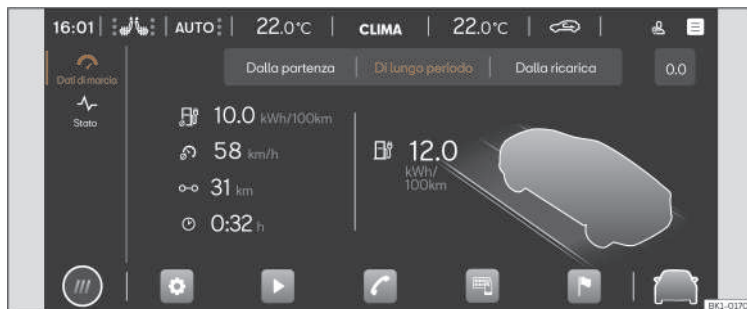 16:01 AUTO 22.0°C CLIMA 22.0°C
Dati di marcia
Stato
Dalla partenza Di lungo periodo Dalla ricarica 0.0
10.0 kWh/100km
58 km/h
31 km
0:32 h
12.0
kWh/
100km
BK1-0170